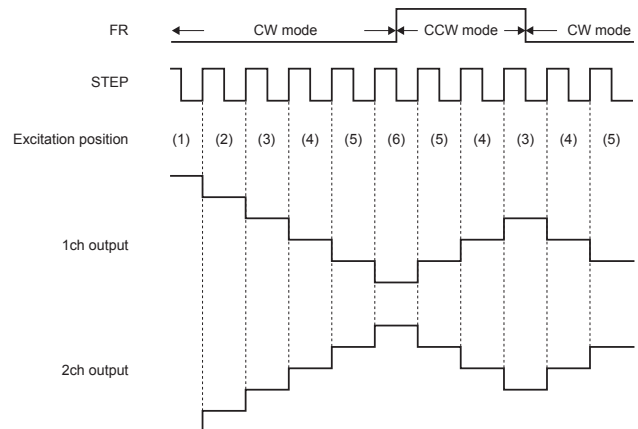 FR CW mode CCW mode CW mode
STEP
Excitation position (1) (2) (3) (4) (5) (6) (5) (4) (3) (4) (5)
1ch output
2ch output